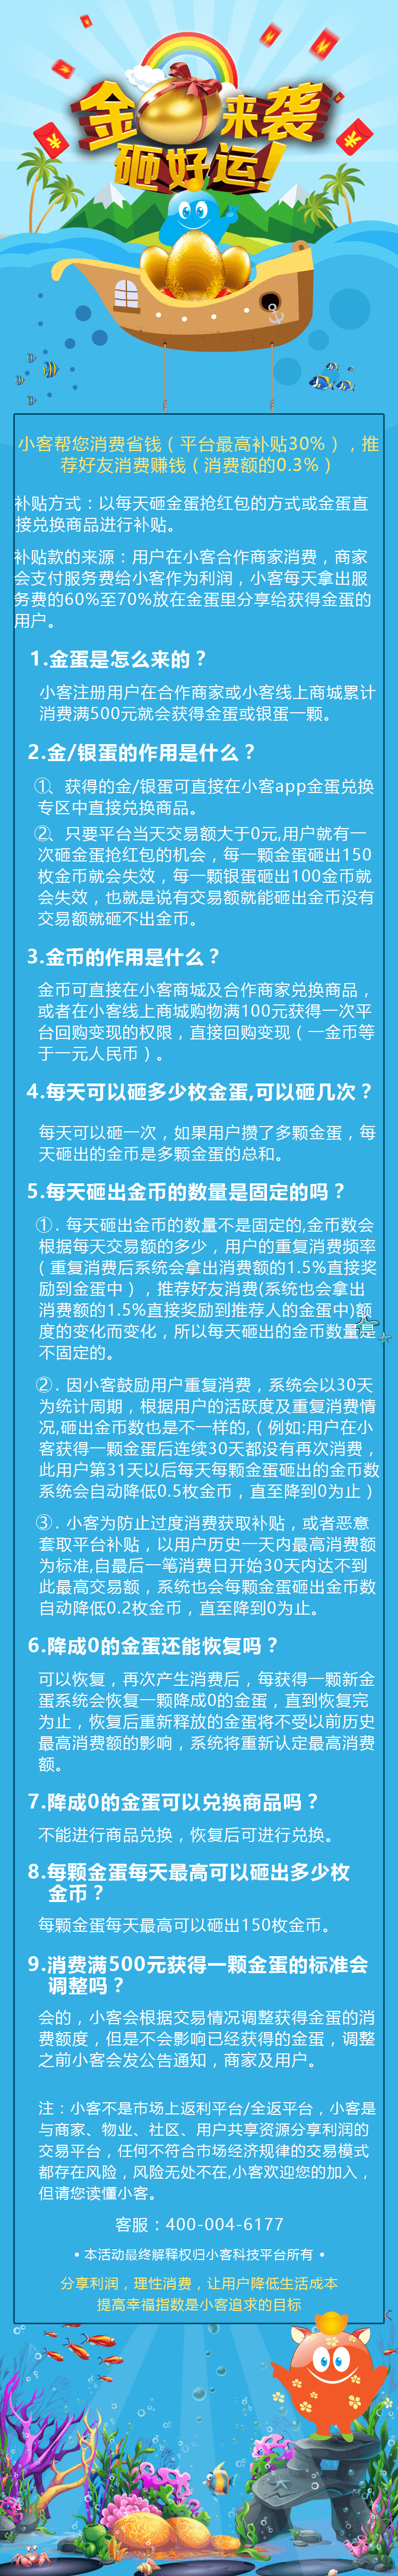 金来袭
砸好运!
小客帮您消费省钱（平台最高补贴30%），推
荐好友消费赚钱（消费额的0.3%）
补贴方式：以每天砸金蛋抢红包的方式或金蛋直
接兑换商品进行补贴。
补贴款的来源：用户在小客合作商家消费，商家
会支付服务费给小客作为利润，小客每天拿出服
务费的60%至70%放在金蛋里分享给获得金蛋的
用户。
1.金蛋是怎么来的？
小客注册用户在合作商家或小客线上商城累计
消费满500元就会获得金蛋或银蛋一颗。
2.金/银蛋的作用是什么？
①、获得的金/银蛋可直接在小客app金蛋兑换
专区中直接兑换商品。
②、只要平台当天交易额大于0元,用户就有一
次砸金蛋抢红包的机会，每一颗金蛋砸出150
枚金币就会失效，每一颗银蛋砸出100金币就
会失效，也就是说有交易额就能砸出金币没有
交易额就砸不出金币。
3.金币的作用是什么？
金币可直接在小客商城及合作商家兑换商品，
或者在小客线上商城购物满100元获得一次平
台回购变现的权限，直接回购变现（一金币等
于一元人民币）。
4.每天可以砸多少枚金蛋,可以砸几次？
每天可以砸一次，如果用户攒了多颗金蛋，每
天砸出的金币是多颗金蛋的总和。
5.每天砸出金币的数量是固定的吗？
①. 每天砸出金币的数量不是固定的,金币数会
根据每天交易额的多少，用户的重复消费频率
（重复消费后系统会拿出消费额的1.5%直接奖
励到金蛋中），推荐好友消费(系统也会拿出
消费额的1.5%直接奖励到推荐人的金蛋中)额
度的变化而变化，所以每天砸出的金币数量是
不固定的。
②. 因小客鼓励用户重复消费，系统会以30天
为统计周期，根据用户的活跃度及重复消费情
况,砸出金币数也是不一样的,（例如:用户在小
客获得一颗金蛋后连续30天都没有再次消费，
此用户第31天以后每天每颗金蛋砸出的金币数
系统会自动降低0.5枚金币，直至降到0为止）
③. 小客为防止过度消费获取补贴，或者恶意
套取平台补贴，以用户历史一天内最高消费额
为标准,自最后一笔消费日开始30天内达不到
此最高交易额，系统也会每颗金蛋砸出金币数
自动降低0.2枚金币，直至降到0为止。
6.降成0的金蛋还能恢复吗？
可以恢复，再次产生消费后，每获得一颗新金
蛋系统会恢复一颗降成0的金蛋，直到恢复完
为止，恢复后重新释放的金蛋将不受以前历史
最高消费额的影响，系统将重新认定最高消费
额。
7.降成0的金蛋可以兑换商品吗？
不能进行商品兑换，恢复后可进行兑换。
8.每颗金蛋每天最高可以砸出多少枚
金币？
每颗金蛋每天最高可以砸出150枚金币。
9.消费满500元获得一颗金蛋的标准会
调整吗？
会的，小客会根据交易情况调整获得金蛋的消
费额度，但是不会影响已经获得的金蛋，调整
之前小客会发公告通知，商家及用户。
注：小客不是市场上返利平台/全返平台，小客是
与商家、物业、社区、用户共享资源分享利润的
交易平台，任何不符合市场经济规律的交易模式
都存在风险，风险无处不在,小客欢迎您的加入，
但请您读懂小客。
客服：400-004-6177
• 本活动最终解释权归小客科技平台所有 •
分享利润，理性消费，让用户降低生活成本
提高幸福指数是小客追求的目标